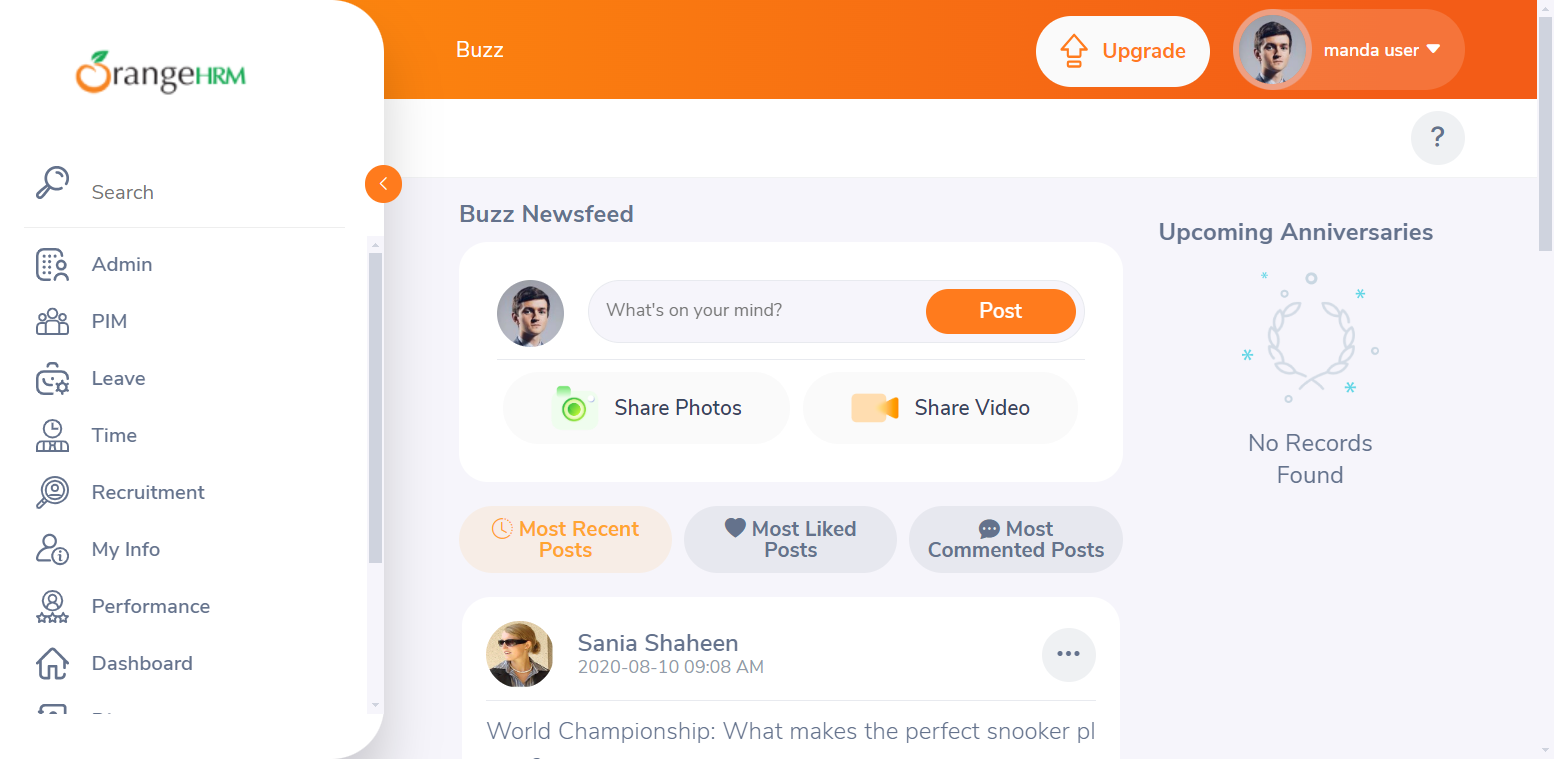 OrangeHRM
Buzz
Upgrade
manda user
?
Search
Admin
PIM
Leave
Time
Recruitment
My Info
Performance
Dashboard
Buzz Newsfeed
What's on your mind?
Post
Share Photos
Share Video
Most Recent
Posts
Most Liked
Posts
Most
Commented Posts
Sania Shaheen
2020-08-10 09:08 AM
World Championship: What makes the perfect snooker pl
Upcoming Anniversaries
No Records
Found